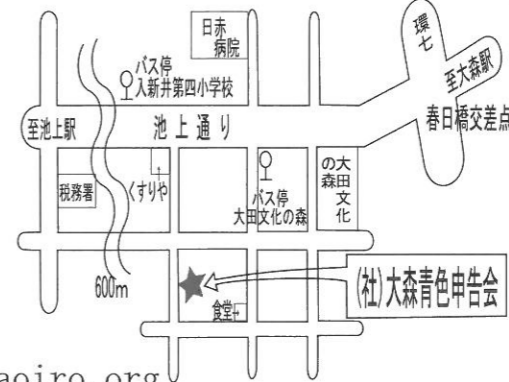 日赤
病院
環七
至大森駅
バス停
入新井第四小学校
至池上駅
池上通り
春日橋交差点
税務署
くすりや
バス停
大田文化の森
大田文化
の森
600m
(社)大森青色申告会
食堂
aoiro.org